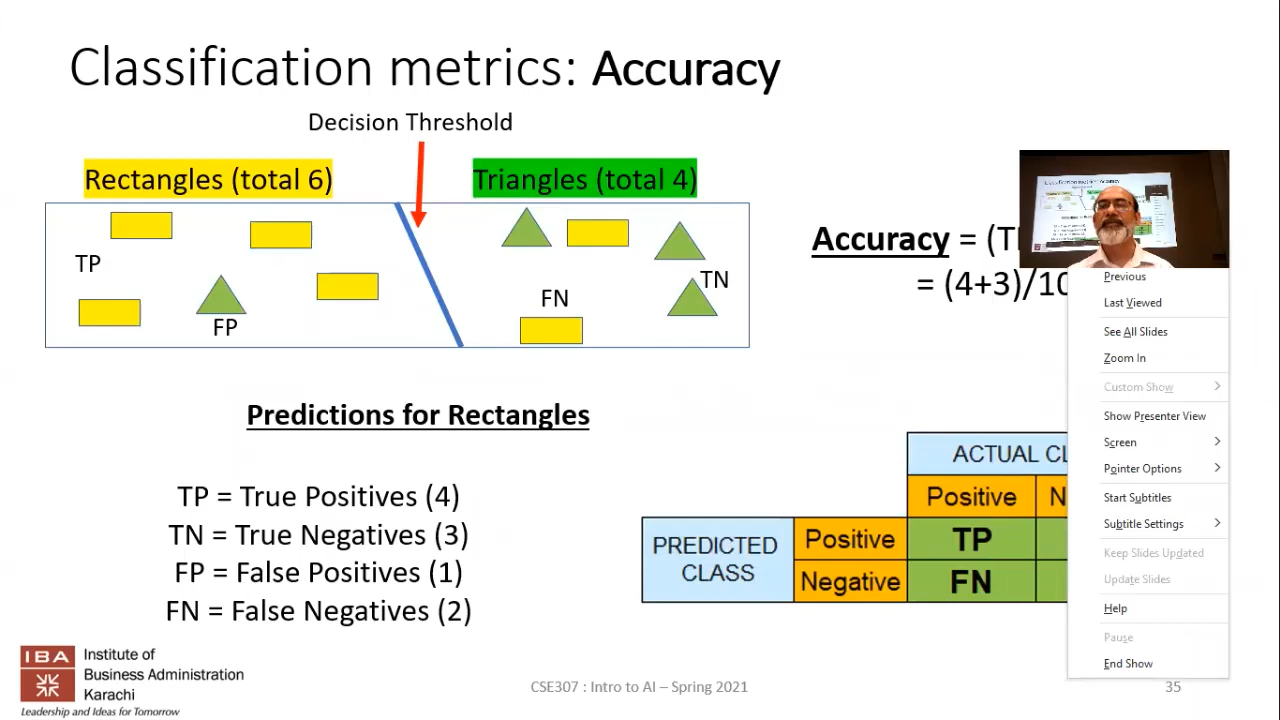 Classification metrics: Accuracy
Decision Threshold
Rectangles (total 6)
Triangles (total 4)
TP
FP
FN
TN
Accuracy = (T
= (4+3)/10
Predictions for Rectangles
TP = True Positives (4)
TN = True Negatives (3)
FP = False Positives (1)
FN = False Negatives (2)
ACTUAL CL
Positive N
PREDICTED
CLASS
Positive TP
Negative FN
Previous
Last Viewed
See All Slides
Zoom In
Custom Show
Show Presenter View
Screen
Pointer Options
Start Subtitles
Subtitle Settings
Keep Slides Updated
Update Slides
Help
Pause
End Show
IBA
Institute of
Business Administration
Karachi
Leadership and Ideas for Tomorrow
CSE307 : Intro to AI – Spring 2021
35